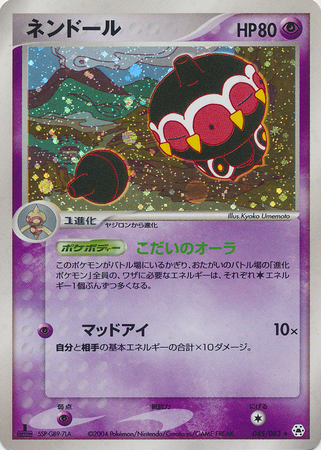 ネンドール HP80
Illus.Kyoko Umemoto
1進化 ヤジロンから進化
ポケボディー こだいのオーラ
このポケモンがバトル場にいるかぎり、おたがいのバトル場の「進化
ポケモン」全員の、ワザに必要なエネルギーは、それぞれ★エネル
ギー1個ぶんずつ多くなる。
マッドアイ 10×
自分と相手の基本エネルギーの合計×10ダメージ。
弱点 抵抗力 にげる
©2004 Pokémon/Nintendo/Creatures/GAME FREAK.